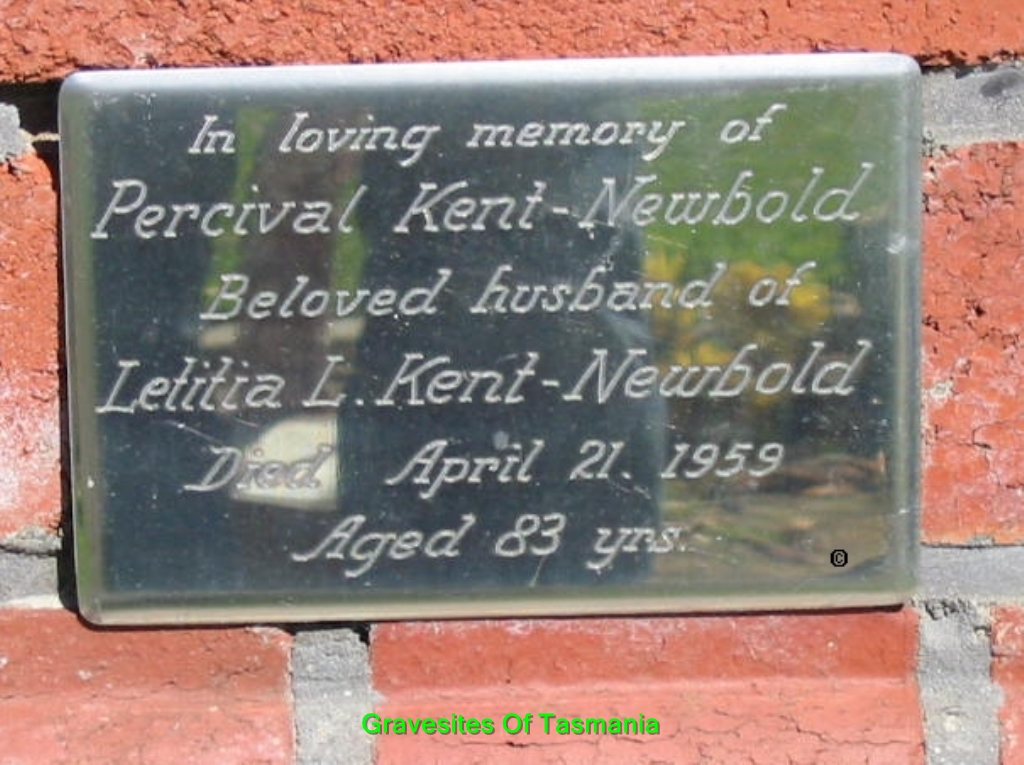 In loving memory of
Percival Kent-Newbold
Beloved husband of
Letitia L. Kent-Newbold
Died April 21. 1959
Aged 83 yrs.
©
Gravesites Of Tasmania